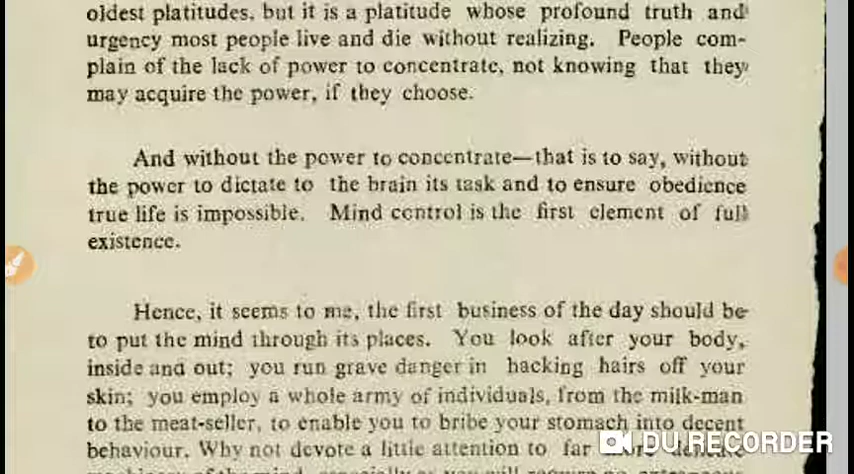 oldest platitudes, but it is a platitude whose profound truth and
urgency most people live and die without realizing. People com-
plain of the lack of power to concentrate, not knowing that they
may acquire the power, if they choose.
And without the power to concentrate—that is to say, without
the power to dictate to the brain its task and to ensure obedience
true life is impossible. Mind control is the first element of full
existence.
Hence, it seems to me, the first business of the day should be
to put the mind through its places. You look after your body,
inside and out; you run grave danger in hacking hairs off your
skin; you employ a whole army of individuals, from the milk-man
to the meat-seller, to enable you to bribe your stomach into decent
behaviour. Why not devote a little attention to far
DU RECORDER